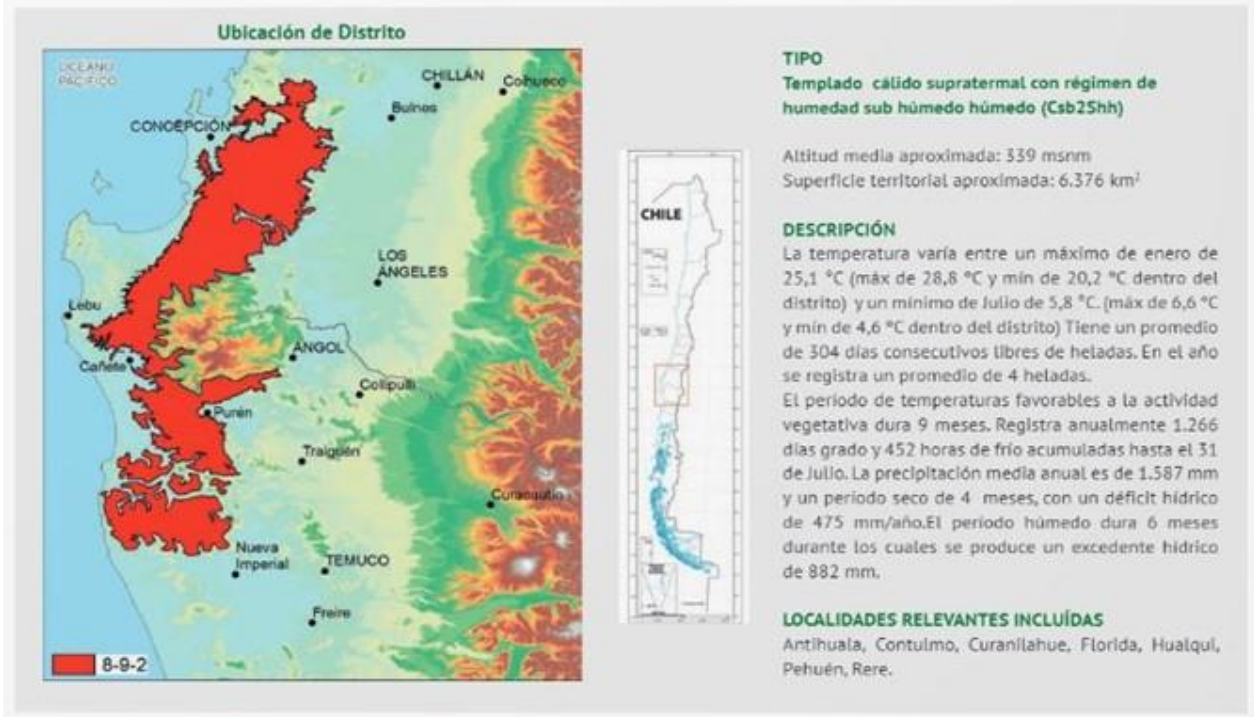 Ubicación de Distrito
OCEANO
PACÍFICO
CHILLÁN
Coihueco
Bulnes
CONCEPCIÓN
LOS
ANGELES
Lebu
ANGOL
Cañete
Collipulli
Purén
Traiguén
Curacautín
Nueva
Imperial
TEMUCO
Freire
8-9-2
CHILE
TIPO
Templado cálido supratermal con régimen de
humedad sub húmedo húmedo (Csb2Shh)
Altitud media aproximada: 339 msnm
Superficie territorial aproximada: 6.376 km²
DESCRIPCIÓN
La temperatura varía entre un máximo de enero de
25,1 °C (máx de 28,8 °C y mín de 20,2 °C dentro del
distrito) y un mínimo de Julio de 5,8 °C. (máx de 6,6 °C
y mín de 4,6 °C dentro del distrito) Tiene un promedio
de 304 días consecutivos libres de heladas. En el año
se registra un promedio de 4 heladas.
El período de temperaturas favorables a la actividad
vegetativa dura 9 meses. Registra anualmente 1.266
días grado y 452 horas de frío acumuladas hasta el 31
de Julio. La precipitación media anual es de 1.587 mm
y un período seco de 4 meses, con un déficit hídrico
de 475 mm/año.El período húmedo dura 6 meses
durante los cuales se produce un excedente hídrico
de 882 mm.
LOCALIDADES RELEVANTES INCLUÍDAS
Antihuala, Contulmo, Curanilahue, Florida, Hualqui,
Pehuén, Rere.